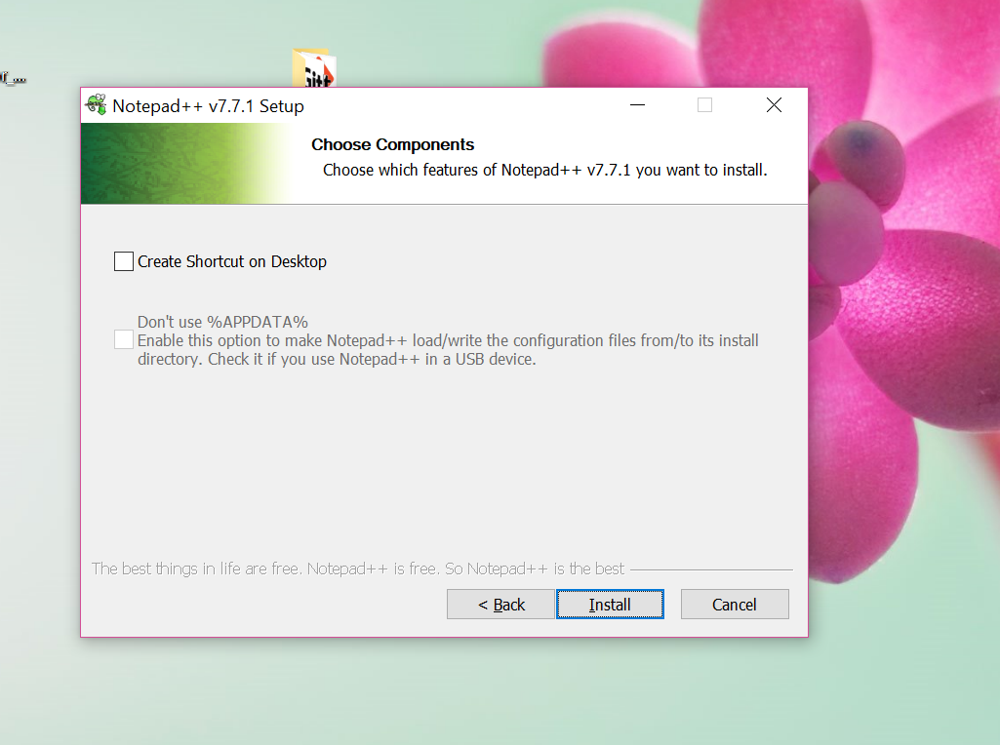 Notepad++ v7.7.1 Setup
Choose Components
Choose which features of Notepad++ v7.7.1 you want to install.
Create Shortcut on Desktop
Don't use %APPDATA%
Enable this option to make Notepad++ load/write the configuration files from/to its install
directory. Check it if you use Notepad++ in a USB device.
The best things in life are free. Notepad++ is free. So Notepad++ is the best
< Back
Install
Cancel